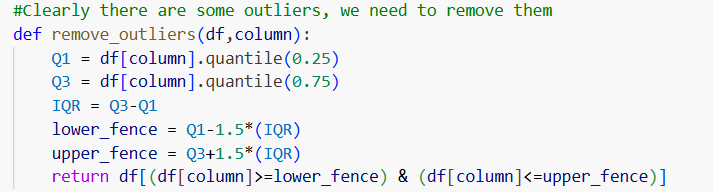 #Clearly there are some outliers, we need to remove them
def remove_outliers(df,column):
    Q1 = df[column].quantile(0.25)
    Q3 = df[column].quantile(0.75)
    IQR = Q3-Q1
    lower_fence = Q1-1.5*(IQR)
    upper_fence = Q3+1.5*(IQR)
    return df[(df[column]>=lower_fence) & (df[column]<=upper_fence)]